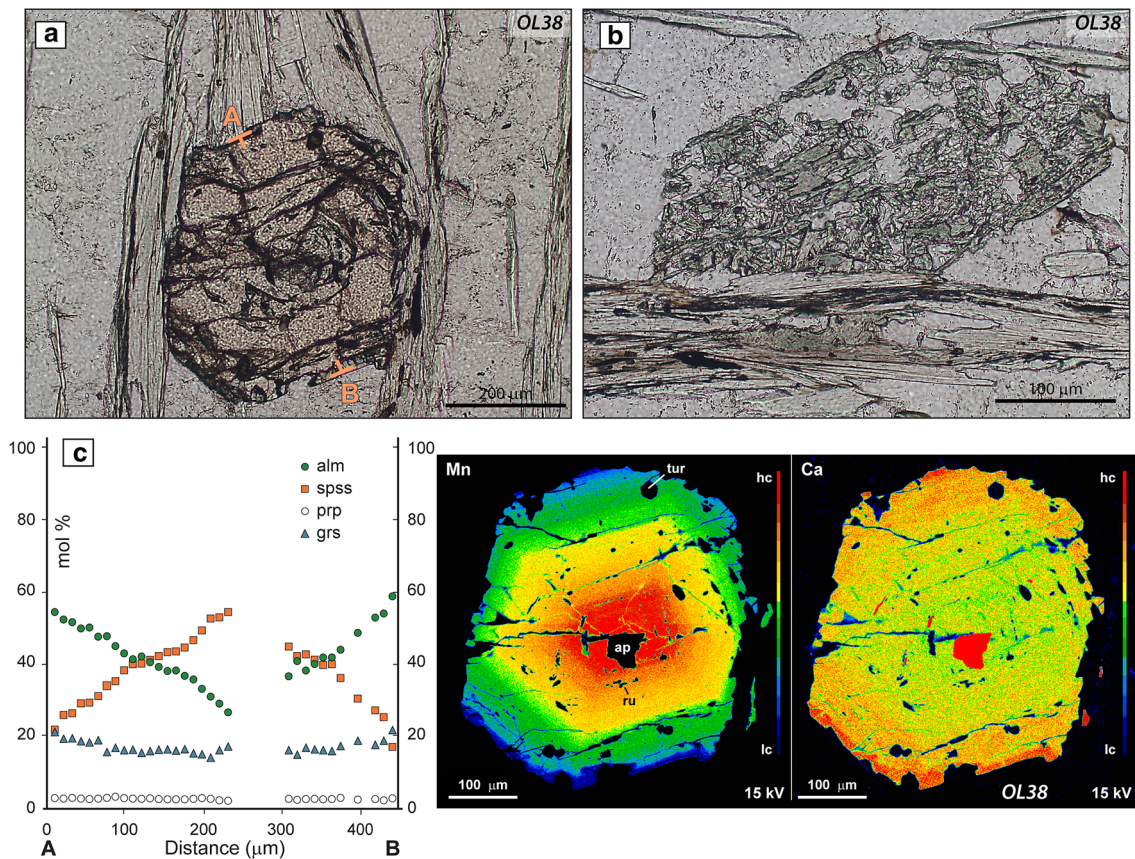 a
OL38
A
B
200 µm
b
OL38
100 µm
c
100
80
60
40
20
0
mol %
alm
spss
prp
grs
100
80
60
40
20
0
0
100
200
300
400
A
Distance (µm)
B
Mn
tur
hc
ap
ru
lc
100 µm
15 kV
Ca
hc
lc
100 µm
OL38
15 kV